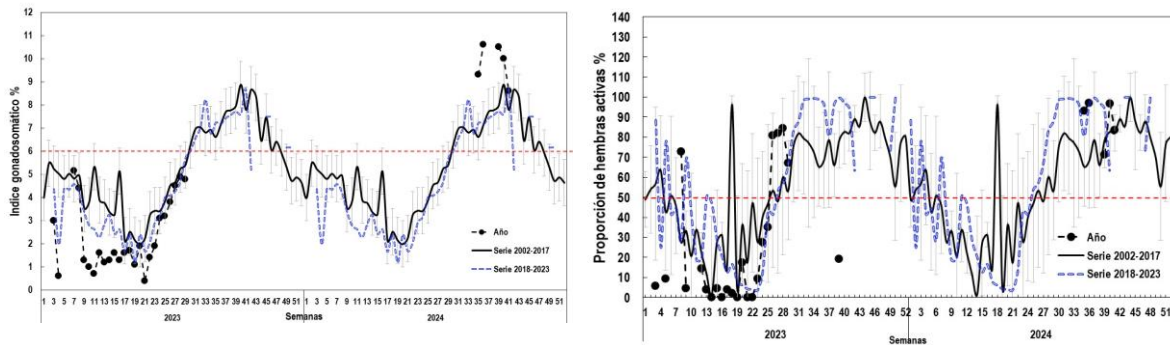 Indice gonadosomático %
12
11
10
9
8
7
6
5
4
3
2
1
0
Año
Serie 2002-2017
Serie 2018-2023
1 3 5 7 9 11 13 15 17 19 21 23 25 27 29 31 33 35 37 39 41 43 45 47 49 51 1 3 5 7 9 11 13 15 17 19 21 23 25 27 29 31 33 35 37 39 41 43 45 47 49 51
2023 Semanas 2024
Proporcion de hembras activas %
140
130
120
110
100
90
80
70
60
50
40
30
20
10
0
Año
Serie 2002-2017
Serie 2018-2023
1 4 7 10 13 16 19 22 25 28 31 34 37 40 43 46 49 52 3 6 9 12 15 18 21 24 27 30 33 36 39 42 45 48 51
2023 Semanas 2024